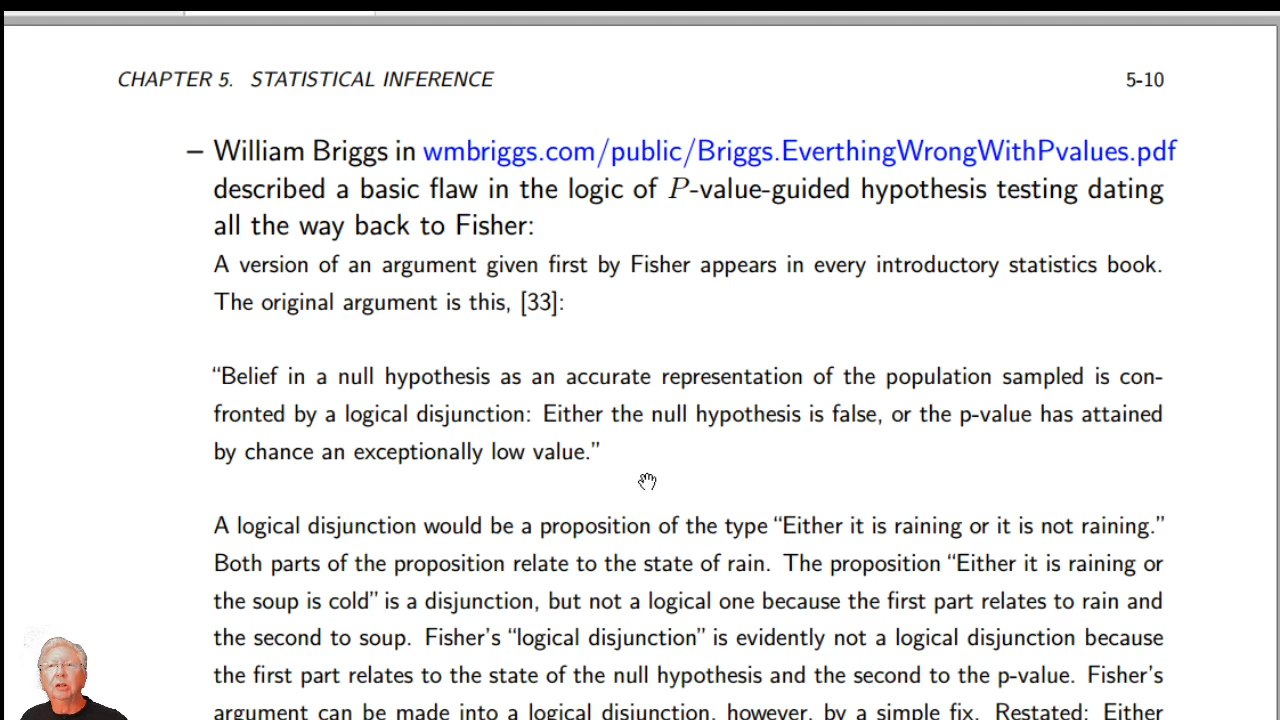 CHAPTER 5. STATISTICAL INFERENCE 5-10
– William Briggs in wmbriggs.com/public/Briggs.EverthingWrongWithPvalues.pdf
described a basic flaw in the logic of P-value-guided hypothesis testing dating
all the way back to Fisher:
A version of an argument given first by Fisher appears in every introductory statistics book.
The original argument is this, [33]:
“Belief in a null hypothesis as an accurate representation of the population sampled is con-
fronted by a logical disjunction: Either the null hypothesis is false, or the p-value has attained
by chance an exceptionally low value.”
A logical disjunction would be a proposition of the type “Either it is raining or it is not raining.”
Both parts of the proposition relate to the state of rain. The proposition “Either it is raining or
the soup is cold” is a disjunction, but not a logical one because the first part relates to rain and
the second to soup. Fisher’s “logical disjunction” is evidently not a logical disjunction because
the first part relates to the state of the null hypothesis and the second to the p-value. Fisher’s
argument can be made into a logical disjunction, however, by a simple fix. Restated: Either